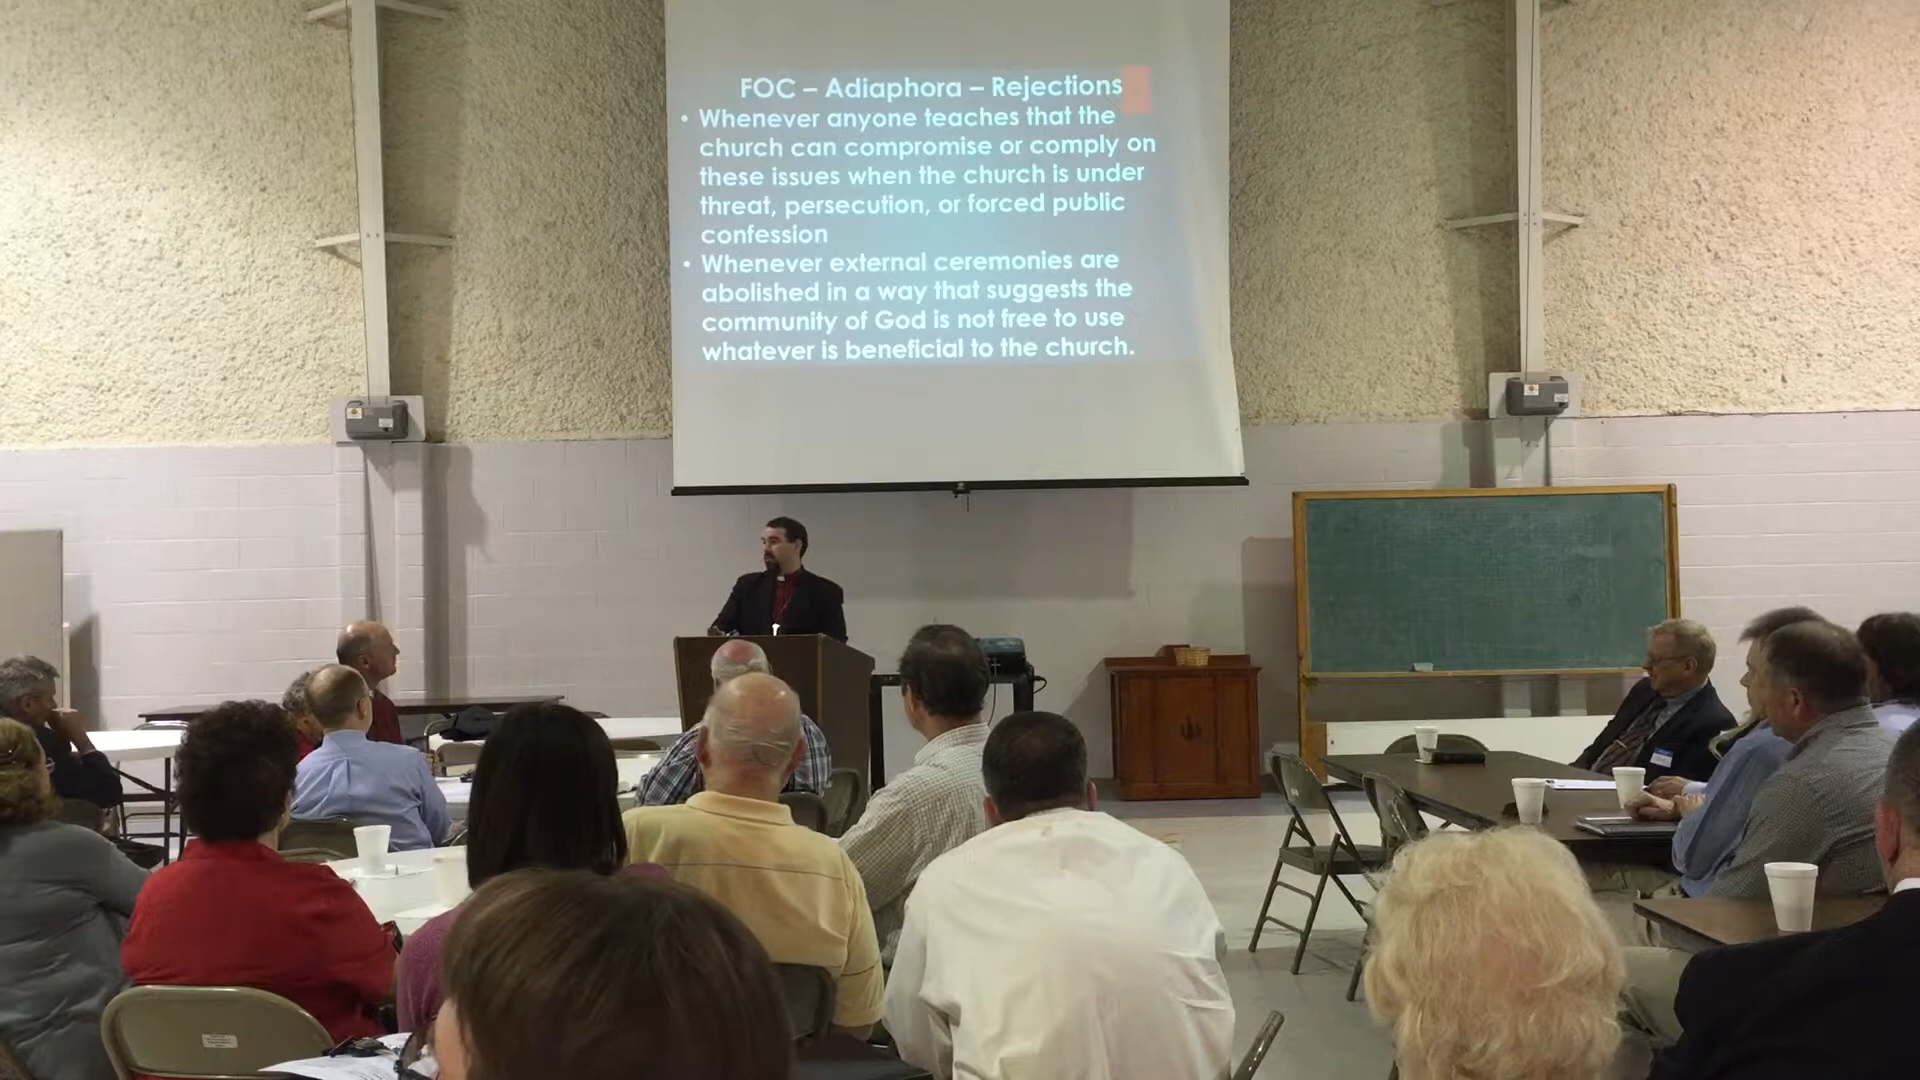 FOC – Adiaphora – Rejections
• Whenever anyone teaches that the
church can compromise or comply on
these issues when the church is under
threat, persecution, or forced public
confession
• Whenever external ceremonies are
abolished in a way that suggests the
community of God is not free to use
whatever is beneficial to the church.